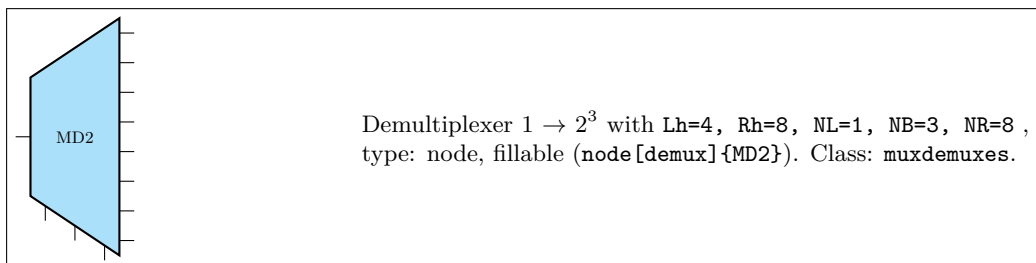 MD2
Demultiplexer 1 → 2³ with Lh=4, Rh=8, NL=1, NB=3, NR=8 ,
type: node, fillable (node[demux]{MD2}). Class: muxdemuxes.